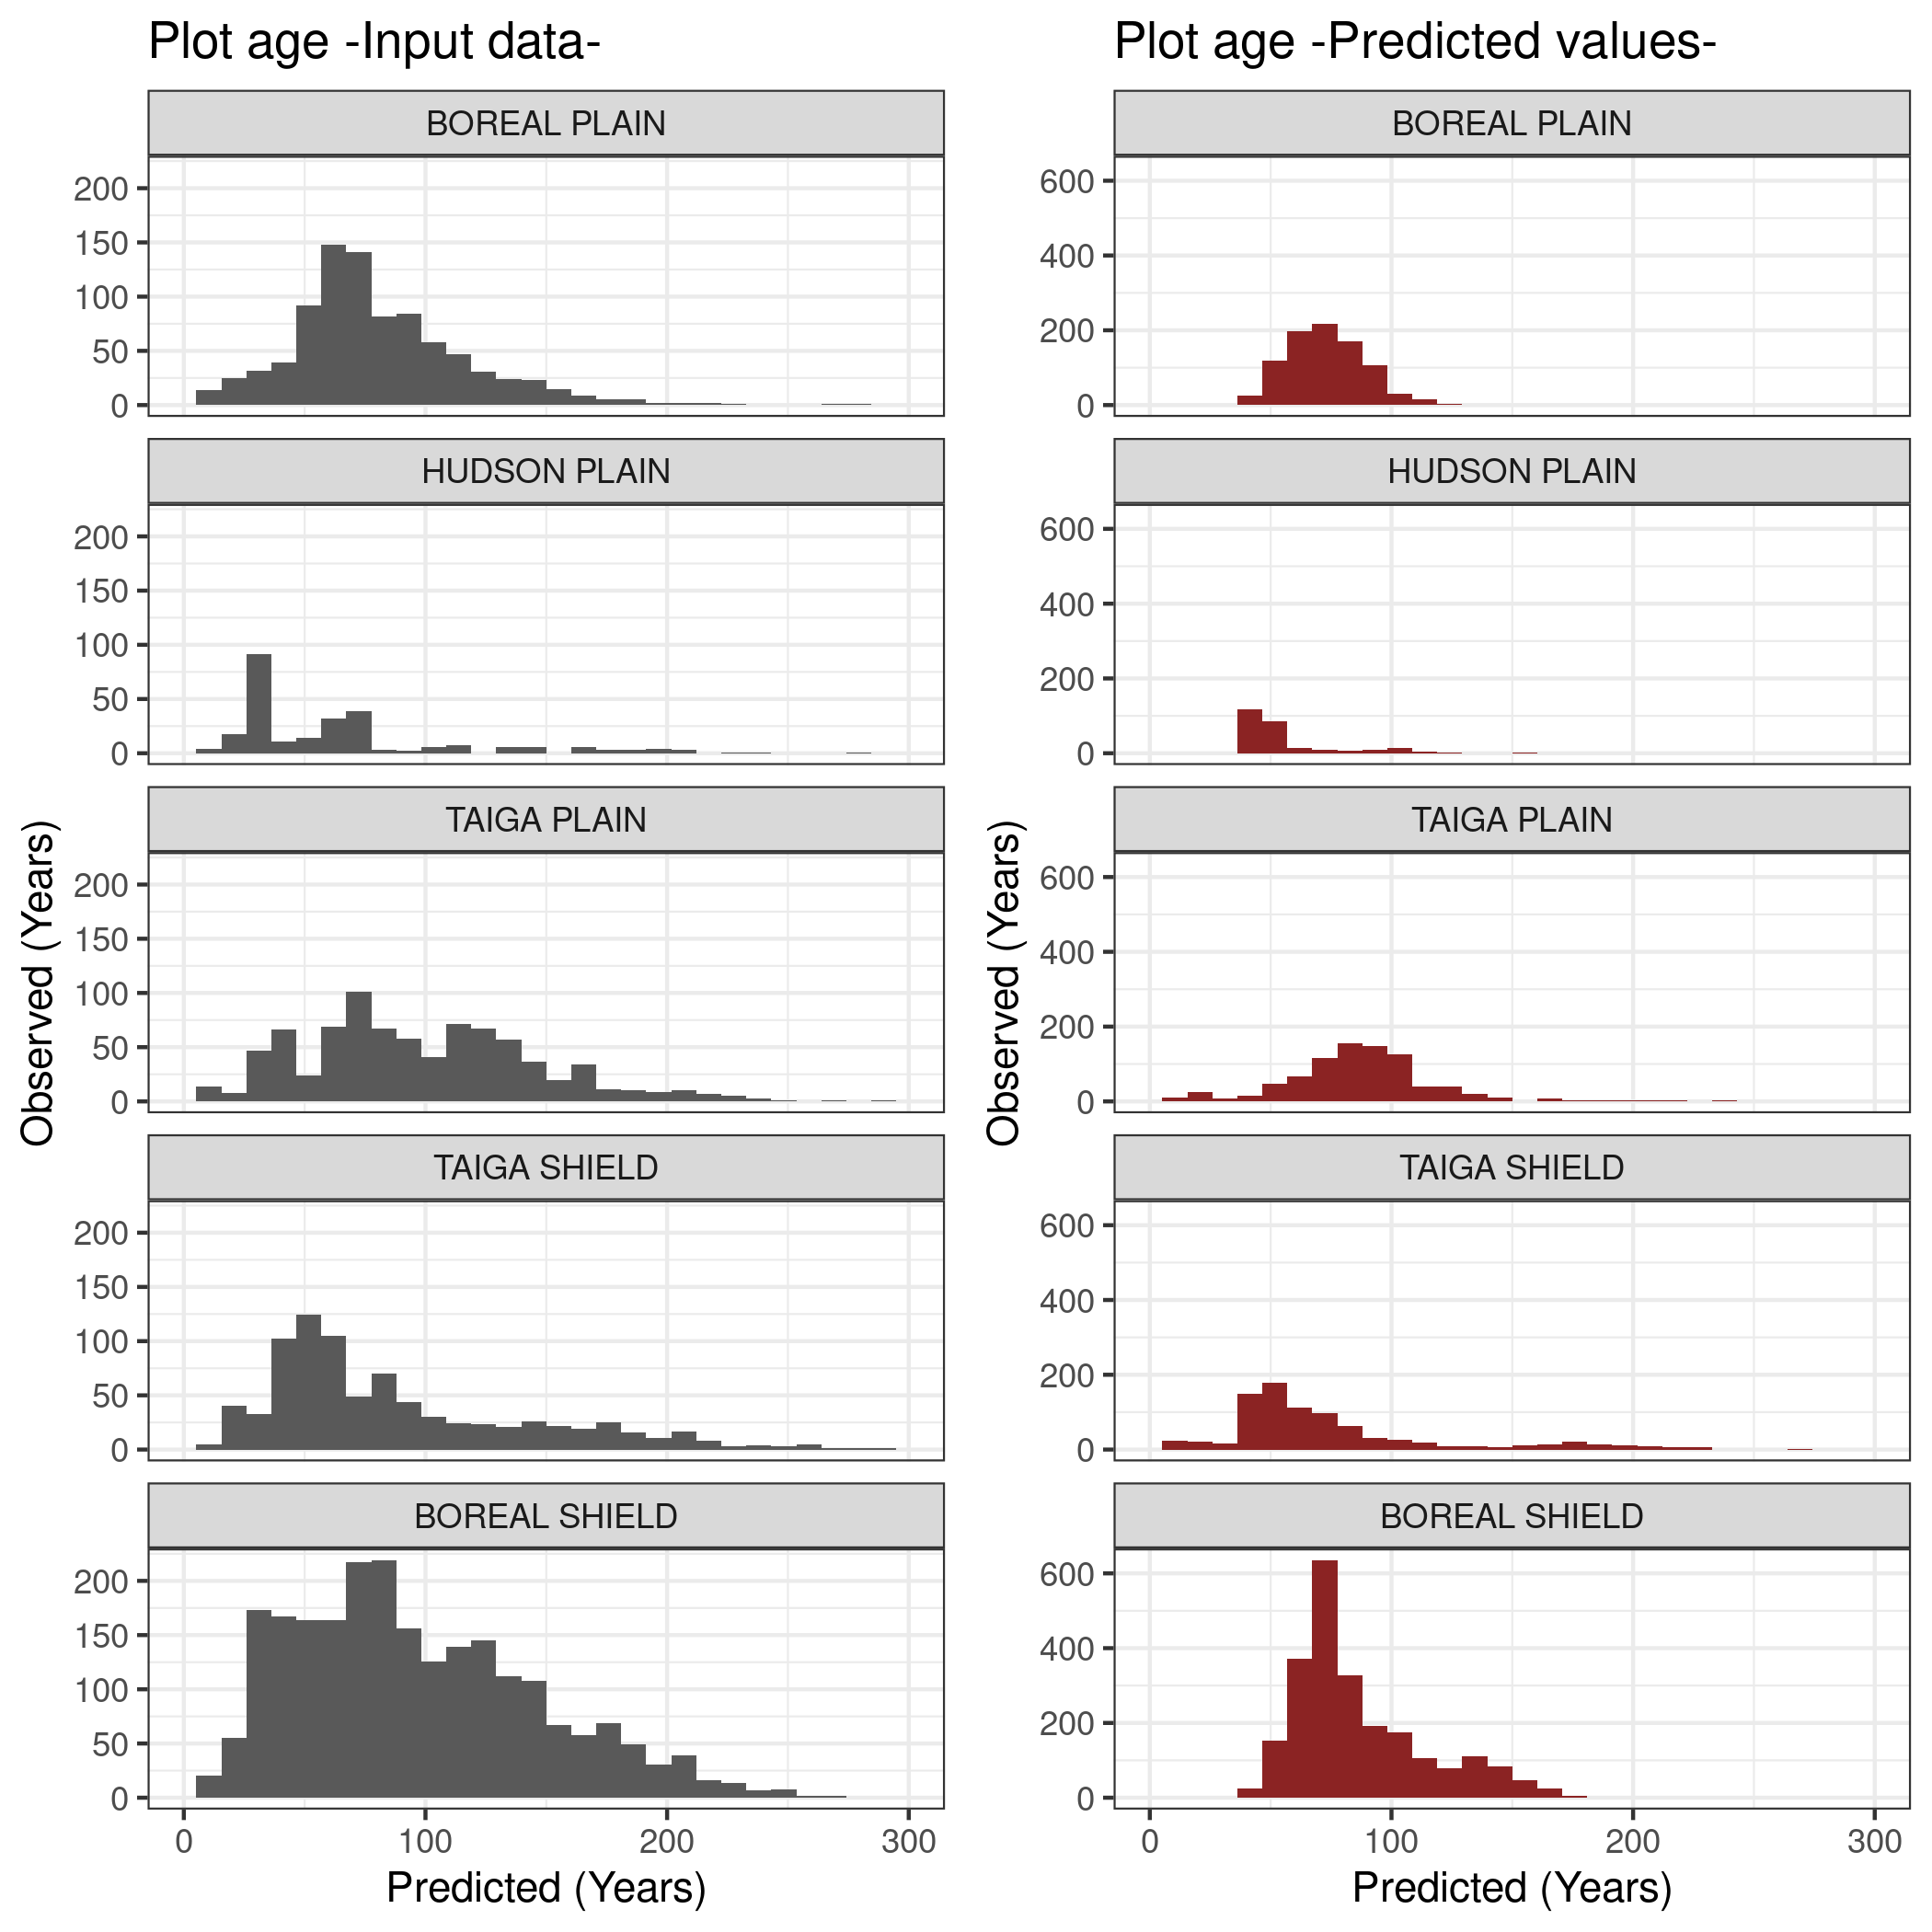 Plot age -Input data-
BOREAL PLAIN
200
150
100
50
0
HUDSON PLAIN
200
150
100
50
0
TAIGA PLAIN
200
150
100
50
0
TAIGA SHIELD
200
150
100
50
0
BOREAL SHIELD
200
150
100
50
0
0 100 200 300
Predicted (Years)
Observed (Years)
Plot age -Predicted values-
BOREAL PLAIN
600
400
200
0
HUDSON PLAIN
600
400
200
0
TAIGA PLAIN
600
400
200
0
TAIGA SHIELD
600
400
200
0
BOREAL SHIELD
600
400
200
0
0 100 200 300
Predicted (Years)
Observed (Years)